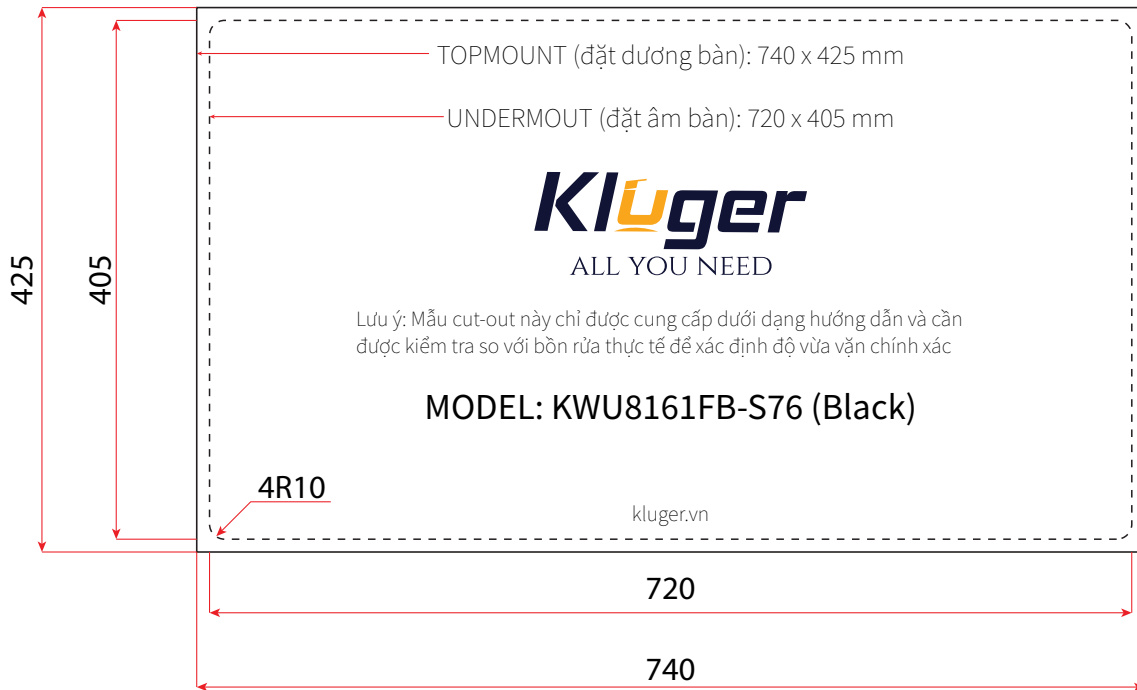 TOPMOUNT (đặt dương bàn): 740 x 425 mm
UNDERMOUT (đặt âm bàn): 720 x 405 mm
Kluger
ALL YOU NEED
425
405
Lưu ý: Mẫu cut-out này chỉ được cung cấp dưới dạng hướng dẫn và cần
được kiểm tra so với bồn rửa thực tế để xác định độ vừa vặn chính xác
MODEL: KWU8161FB-S76 (Black)
4R10
kluger.vn
720
740